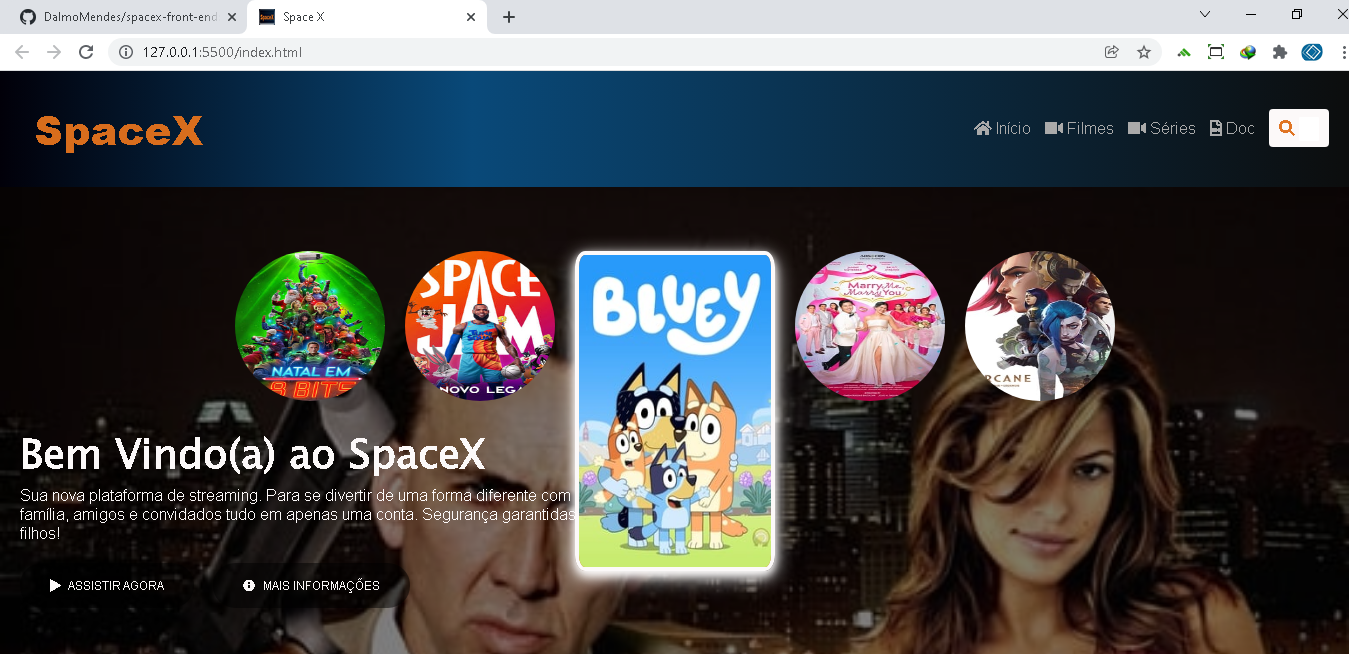 DalmoMendes/spacex-front-end
Space X
127.0.0.1:5500/index.html
SpaceX
Início Filmes Séries Doc
NATAL EM
8 BITS
SPACE
JAM
NOVO LEGA
BLUEY
Marry Me,
Marry You
RCANE
Bem Vindo(a) ao SpaceX
Sua nova plataforma de streaming. Para se divertir de uma forma diferente com
família, amigos e convidados tudo em apenas uma conta. Segurança garantidas
filhos!
ASSISTIR AGORA MAIS INFORMAÇÕES